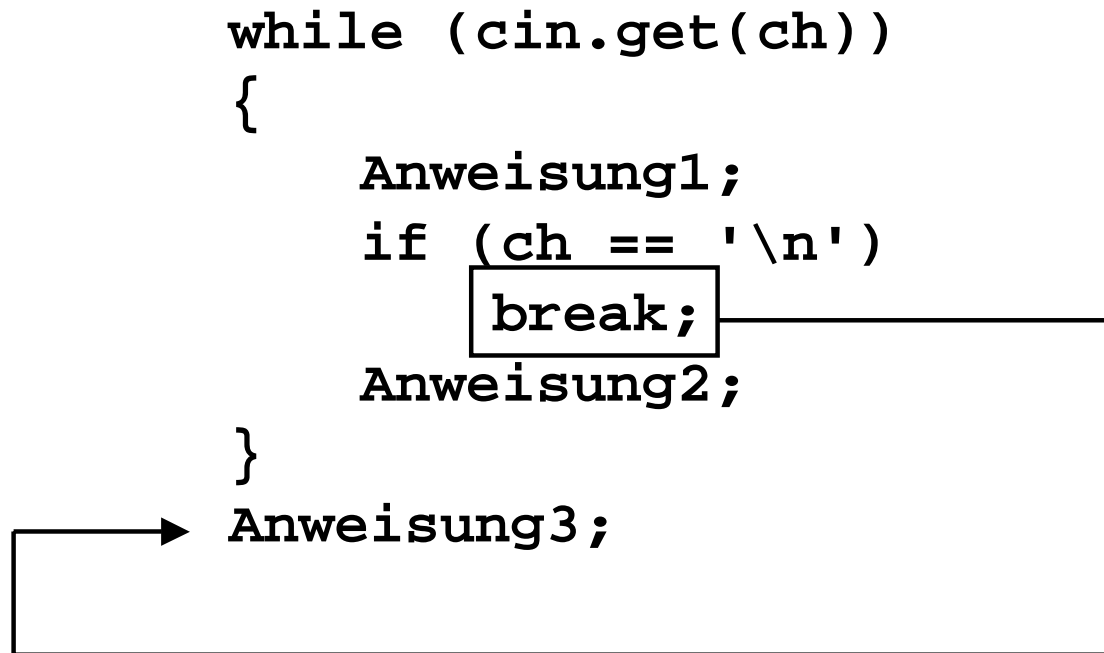 while (cin.get(ch))
{
    Anweisung1;
    if (ch == '\n')
        break;
    Anweisung2;
}
Anweisung3;